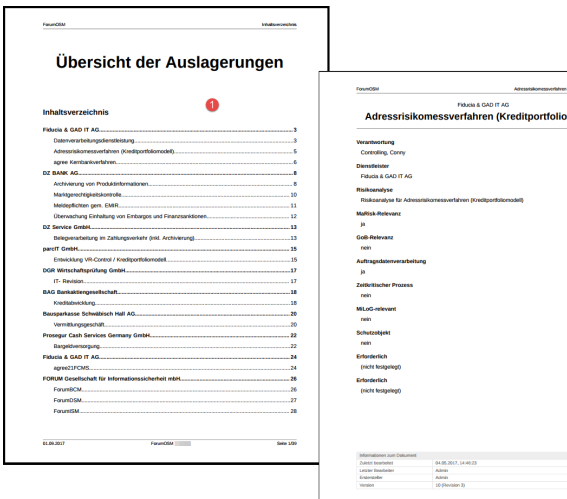 ForumOSM Inhaltsverzeichnis
Übersicht der Auslagerungen
1
Inhaltsverzeichnis
Fiducia & GAD IT AG 3
Datenverarbeitungsdienstleistung 3
Adressrisikomessverfahren (Kreditportfoliomodell) 5
agree Kernbankverfahren 6
DZ BANK AG 8
Archivierung von Produktinformationen 8
Marktgerechtigkeitskontrolle 10
Meldepflichten gem. EMIR 11
Überwachung Einhaltung von Embargos und Finanzsanktionen 12
DZ Service GmbH 13
Belegverarbeitung im Zahlungsverkehr (inkl. Archivierung) 13
parcIT GmbH 15
Entwicklung VR-Control / Kreditportfoliomodell 15
DGR Wirtschaftsprüfung GmbH 17
IT- Revision 17
BAG Bankaktiengesellschaft 18
Kreditabwicklung 18
Bausparkasse Schwäbisch Hall AG 20
Vermittlungsgeschäft 20
Prosegur Cash Services Germany GmbH 22
Bargeldversorgung 22
Fiducia & GAD IT AG 24
agree21FCMS 24
FORUM Gesellschaft für Informationssicherheit mbH 26
ForumBCM 26
ForumDSM 27
ForumISM 28
01.09.2017 ForumOSM Seite 1/39
ForumOSM Adressrisikomessverfahren
Fiducia & GAD IT AG
Adressrisikomessverfahren (Kreditportfolio
Verantwortung
Controlling, Conny
Dienstleister
Fiducia & GAD IT AG
Risikoanalyse
Risikoanalyse für Adressrisikomessverfahren (Kreditportfoliomodell)
MaRisk-Relevanz
ja
GoB-Relevanz
nein
Auftragsdatenverarbeitung
ja
Zeitkritischer Prozess
nein
MiLoG-relevant
nein
Schutzobjekt
nein
Erforderlich
(nicht festgelegt)
Erforderlich
(nicht festgelegt)
Informationen zum Dokument
Zuletzt bearbeitet 04.05.2017, 14:46:23
Letzter Bearbeiter Admin
Ersteersteller Admin
Version 10 (Revision 3)